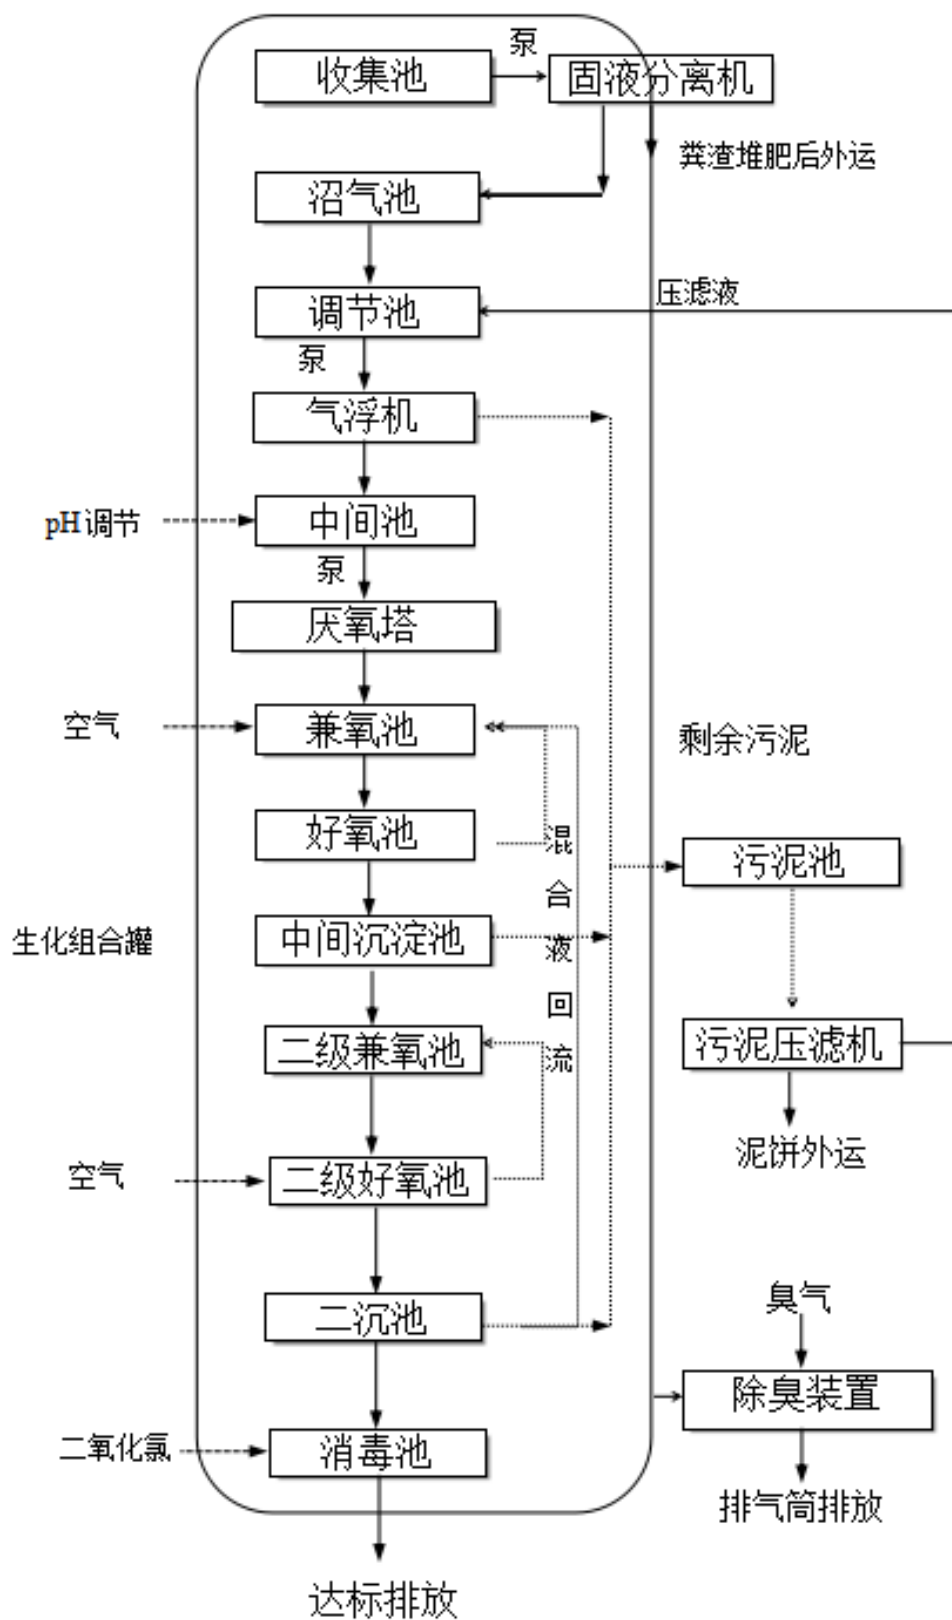 泵
收集池
固液分离机
粪渣堆肥后外运
沼气池
压滤液
调节池
泵
气浮机
pH调节
中间池
泵
厌氧塔
空气
兼氧池
剩余污泥
好氧池
混合液回流
污泥池
生化组合罐
中间沉淀池
二级兼氧池
污泥压滤机
泥饼外运
空气
二级好氧池
臭气
二沉池
除臭装置
二氧化氯
消毒池
排气筒排放
达标排放